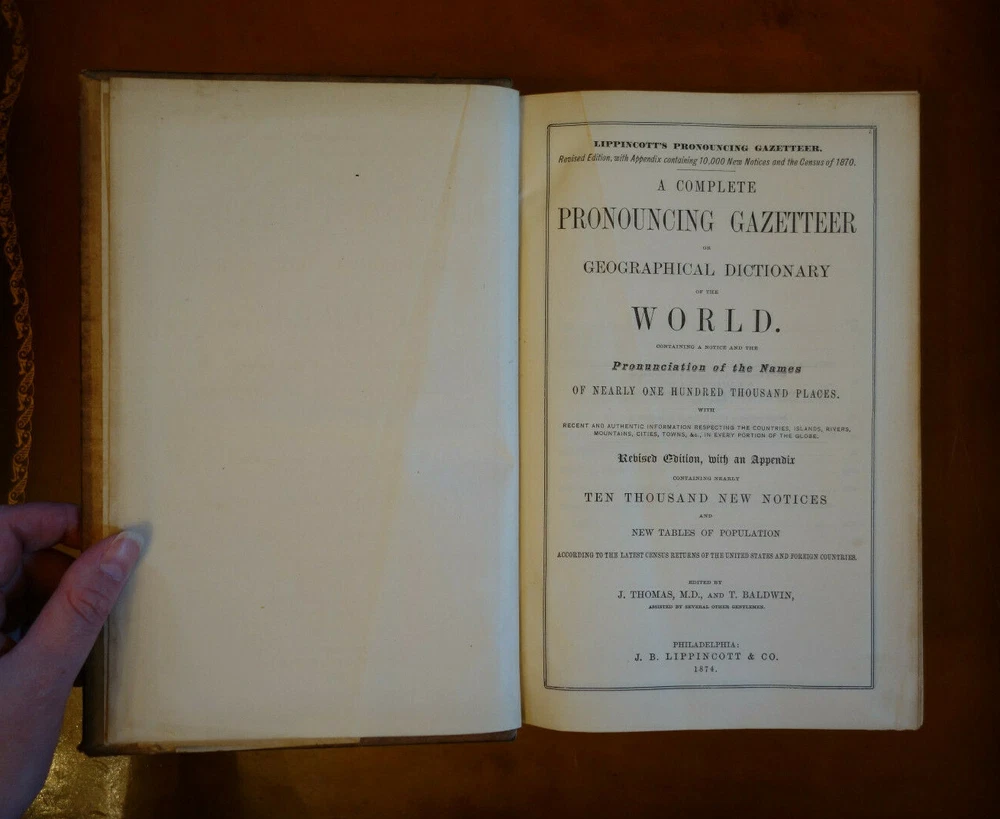 LIPPINCOTT'S PRONOUNCING GAZETTEER.
Revised Edition, with Appendix containing 10,000 New Notices and the Census of 1870.
A COMPLETE
PRONOUNCING GAZETTEER
OR
GEOGRAPHICAL DICTIONARY
OF THE
WORLD.
CONTAINING A NOTICE AND THE
Pronunciation of the Names
OF NEARLY ONE HUNDRED THOUSAND PLACES.
WITH
RECENT AND AUTHENTIC INFORMATION RESPECTING THE COUNTRIES, ISLANDS, RIVERS,
MOUNTAINS, CITIES, TOWNS, &c., IN EVERY PORTION OF THE GLOBE.
Revised Edition, with an Appendix
CONTAINING NEARLY
TEN THOUSAND NEW NOTICES
AND
NEW TABLES OF POPULATION
ACCORDING TO THE LATEST CENSUS RETURNS OF THE UNITED STATES AND FOREIGN COUNTRIES.
EDITED BY
J. THOMAS, M.D., AND T. BALDWIN,
ASSISTED BY SEVERAL OTHER GENTLEMEN.
PHILADELPHIA:
J. B. LIPPINCOTT & CO.
1874.